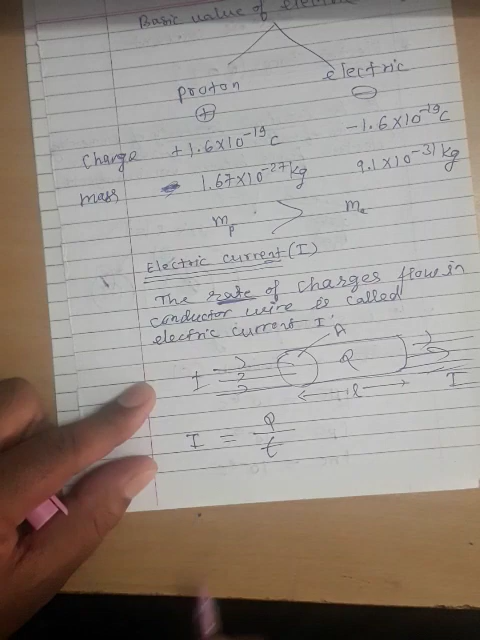 Basic value of
proton electric
+ −
charge +1.6×10⁻¹⁹C −1.6×10⁻¹⁹C
mass 1.67×10⁻²⁷kg 9.1×10⁻³¹kg
mₚ > mₑ
Electric current (I)
The rate of charges flow in
conductor wire is called
electric current I.
A
I Q I
l
I = Q/t